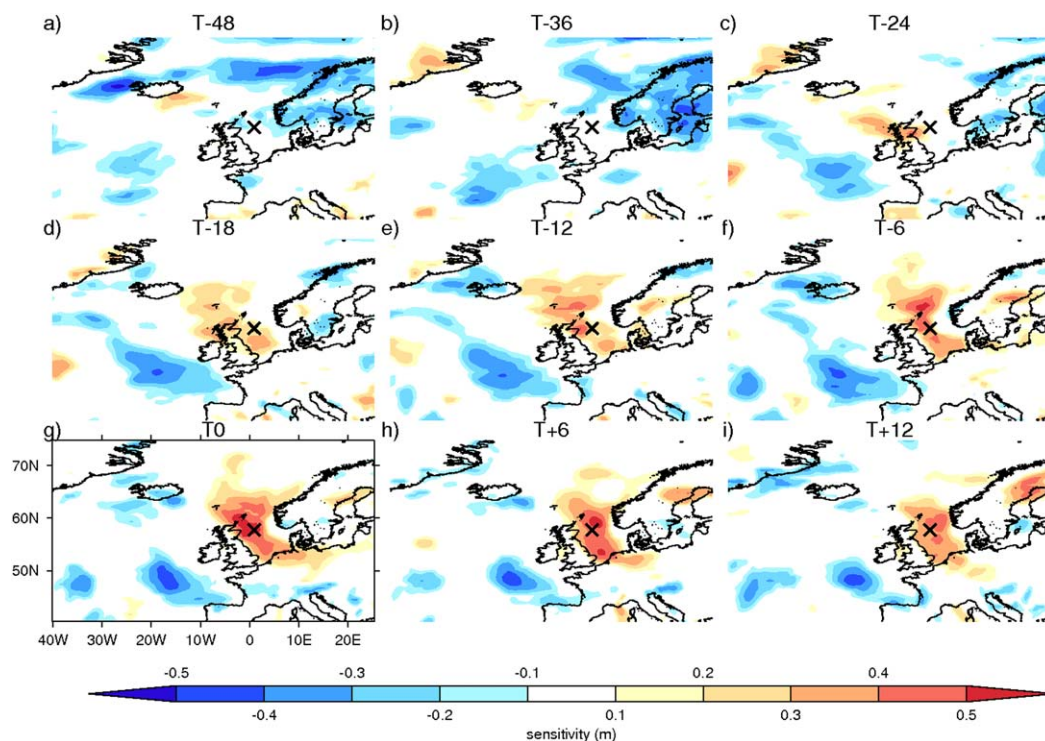 a) T-48 b) T-36 c) T-24
d) T-18 e) T-12 f) T-6
g) T0 h) T+6 i) T+12
70N
60N
50N
40W 30W 20W 10W 0 10E 20E
-0.5 -0.3 -0.1 0.2 0.4
-0.4 -0.2 0.1 0.3 0.5
sensitivity (m)